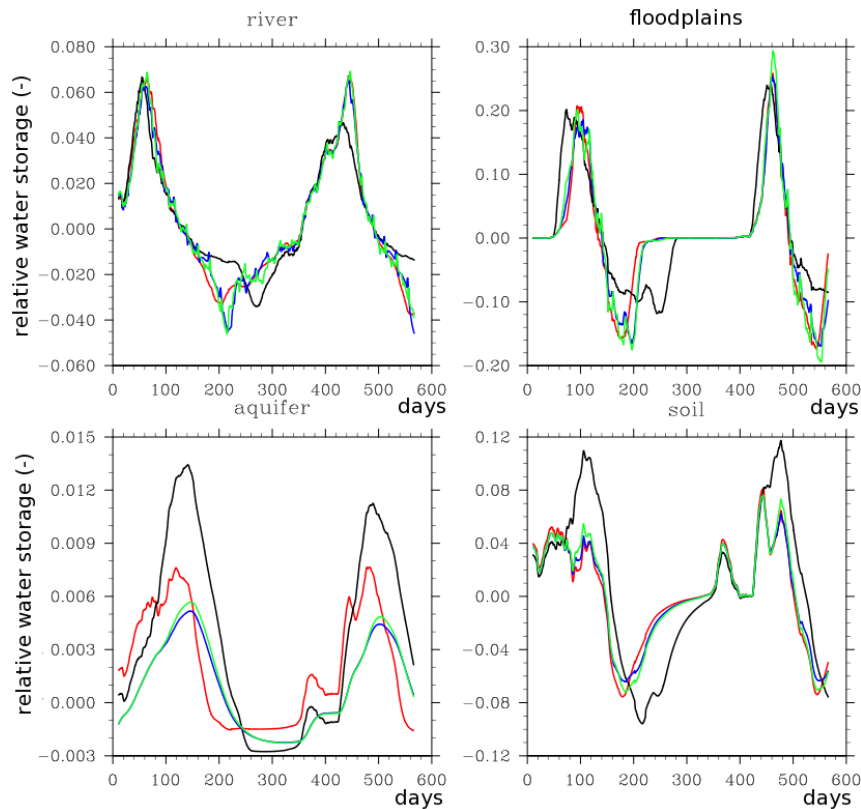 river
floodplains
relative water storage (-)
0.080
0.060
0.040
0.020
0.000
−0.020
−0.040
−0.060
0 100 200 300 400 500 600
days
0.30
0.20
0.10
0.00
−0.10
−0.20
0 100 200 300 400 500 600
days
aquifer
soil
relative water storage (-)
0.015
0.012
0.009
0.006
0.003
0.000
−0.003
0 100 200 300 400 500 600
days
0.12
0.08
0.04
0.00
−0.04
−0.08
−0.12
0 100 200 300 400 500 600
days